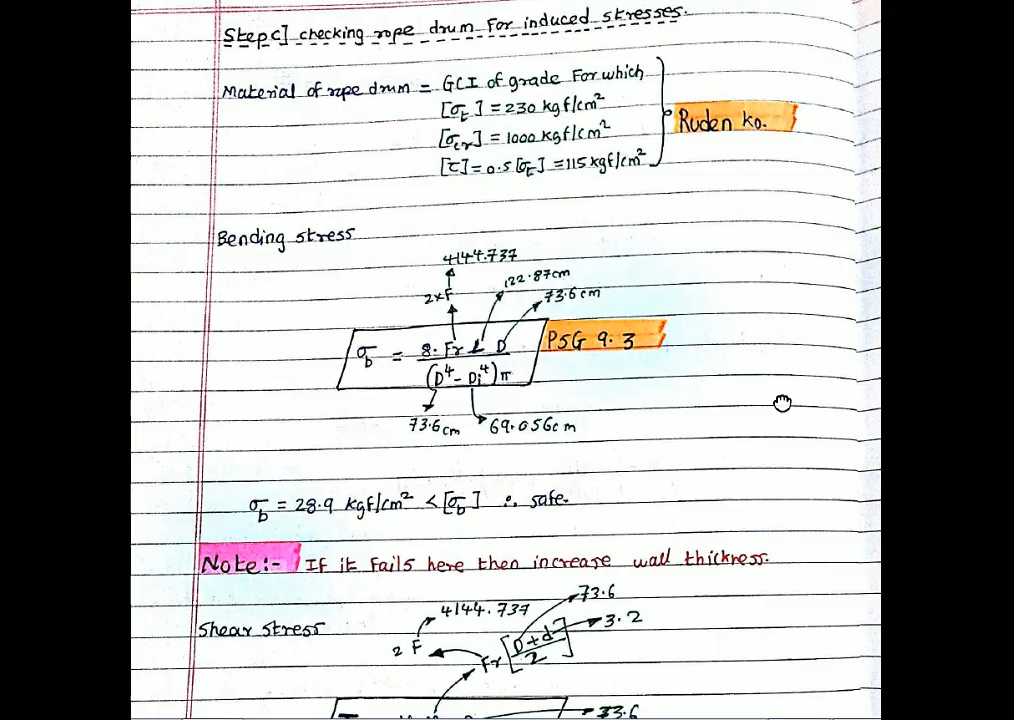 Step c] checking rope drum for induced stresses.
Material of rope drum = GCI of grade for which
[σt] = 230 kgf/cm²
[σcr] = 1000 kgf/cm²
[τ] = 0.5 [σt] = 115 kgf/cm²
Ruden ko.
Bending stress
4144.737
2xF
122.87cm
73.6cm
σb = 8. Fr L D / (D⁴ - Di⁴) π
PSG 9.3
73.6cm
69.056cm
σb = 28.9 kgf/cm² < [σb] ∴ safe.
Note:- If it fails here then increase wall thickness.
Shear stress
4144.737
2 F
Fr [D+d / 2]
73.6
3.2
33.6